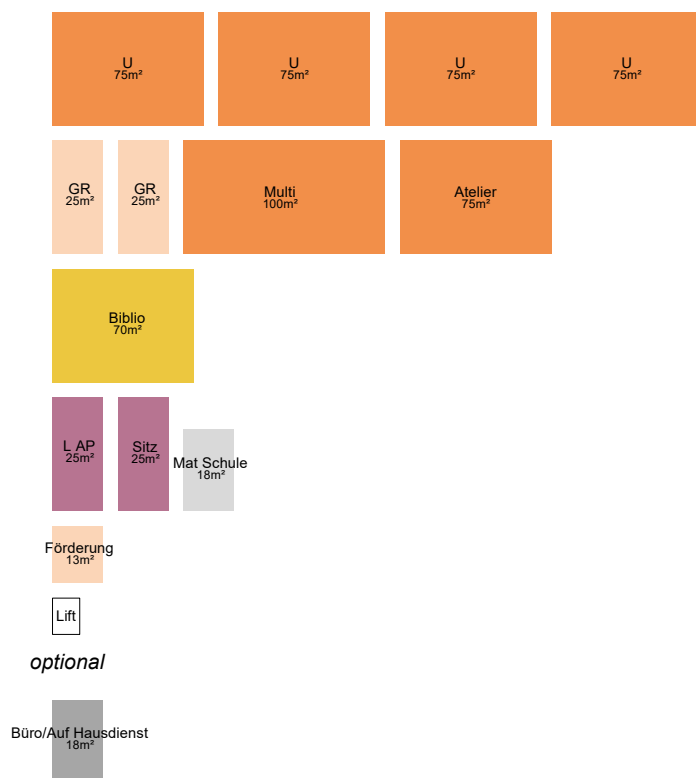 U
75m²
U
75m²
U
75m²
U
75m²
GR
25m²
GR
25m²
Multi
100m²
Atelier
75m²
Biblio
70m²
L AP
25m²
Sitz
25m²
Mat Schule
18m²
Förderung
13m²
Lift
optional
Büro/Auf Hausdienst
18m²